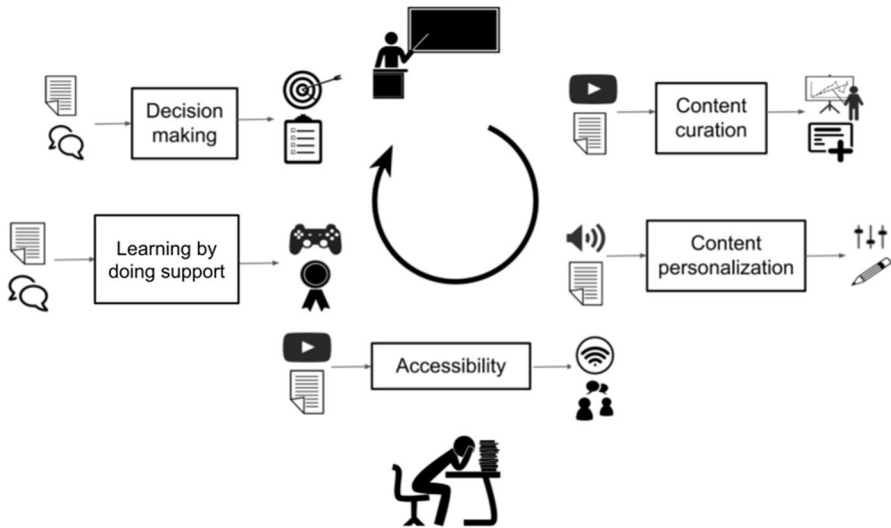 Decision
making
Content
curation
Learning by
doing support
Content
personalization
Accessibility